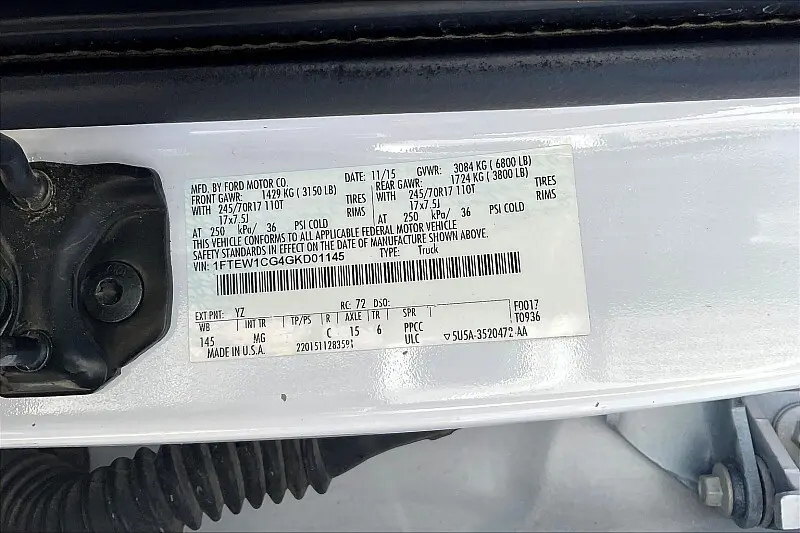 MFD. BY FORD MOTOR CO. DATE: 11/15 GVWR: 3084 KG ( 6800 LB)
FRONT GAWR: 1429 KG ( 3150 LB) REAR GAWR: 1724 KG ( 3800 LB)
WITH 245/70R17 110T TIRES WITH 245/70R17 110T TIRES
17x7.5J RIMS 17x7.5J RIMS
AT 250 kPa/ 36 PSI COLD AT 250 kPa/ 36 PSI COLD
THIS VEHICLE CONFORMS TO ALL APPLICABLE FEDERAL MOTOR VEHICLE
SAFETY STANDARDS IN EFFECT ON THE DATE OF MANUFACTURE SHOWN ABOVE.
VIN: 1FTEW1CG4GKD01145 TYPE: Truck
EXT PNT: YZ RC: 72 DSO: F0017
WB INT TR TP/PS R AXLE TR SPR T0936
145 MG C 15 6 PPCC
MADE IN U.S.A. 22015112835 ULC ▽5U5A-3520472-AA